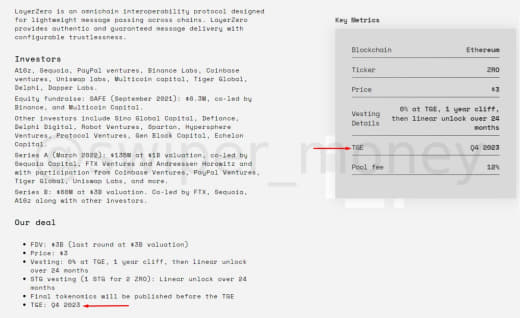 LayerZero is an omnichain interoperability protocol designed
for lightweight message passing across chains. LayerZero
provides authentic and guaranteed message delivery with
configurable trustlessness.
Investors
A16z, Sequoia, PayPal ventures, Binance Labs, Coinbase
ventures, Uniswap labs, Multicoin capital, Tiger Global,
Delphi, Dapper Labs.
Equity fundraise: SAFE (September 2021): $6.3M, co-led by
Binance, and Multicoin Capital.
Other investors include Sino Global Capital, Defiance,
Delphi Digital, Robot Ventures, Spartan, Hypersphere
Ventures, Protocol Ventures, Gen Block Capital, Echelon
Capital
Series A (March 2022): $135M at $1B valuation, co-led by
Sequoia Capital, FTX Ventures and Andreessen Horowitz and
with participation from Coinbase Ventures, PayPal Ventures,
Tiger Global, Uniswap Labs, and more.
Series B: $60M at $3B valuation. Co-led by FTX, Sequoia,
A16z along with other investors.
Our deal
• FDV: $3B (last round at $3B valuation)
• Price: $3
• Vesting: 0% at TGE, 1 year cliff, then linear unlock
over 24 months
• STG vesting (1 STG for 2 ZRO): Linear unlock over 24
months
• Final tokenomics will be published before the TGE
• TGE: Q4 2023
Key Metrics
Blockchain Ethereum
Ticker ZRO
Price $3
Vesting Details 0% at TGE, 1 year cliff,
then linear unlock over 24
months
TGE Q4 2023
Pool fee 12%
@swiper_money